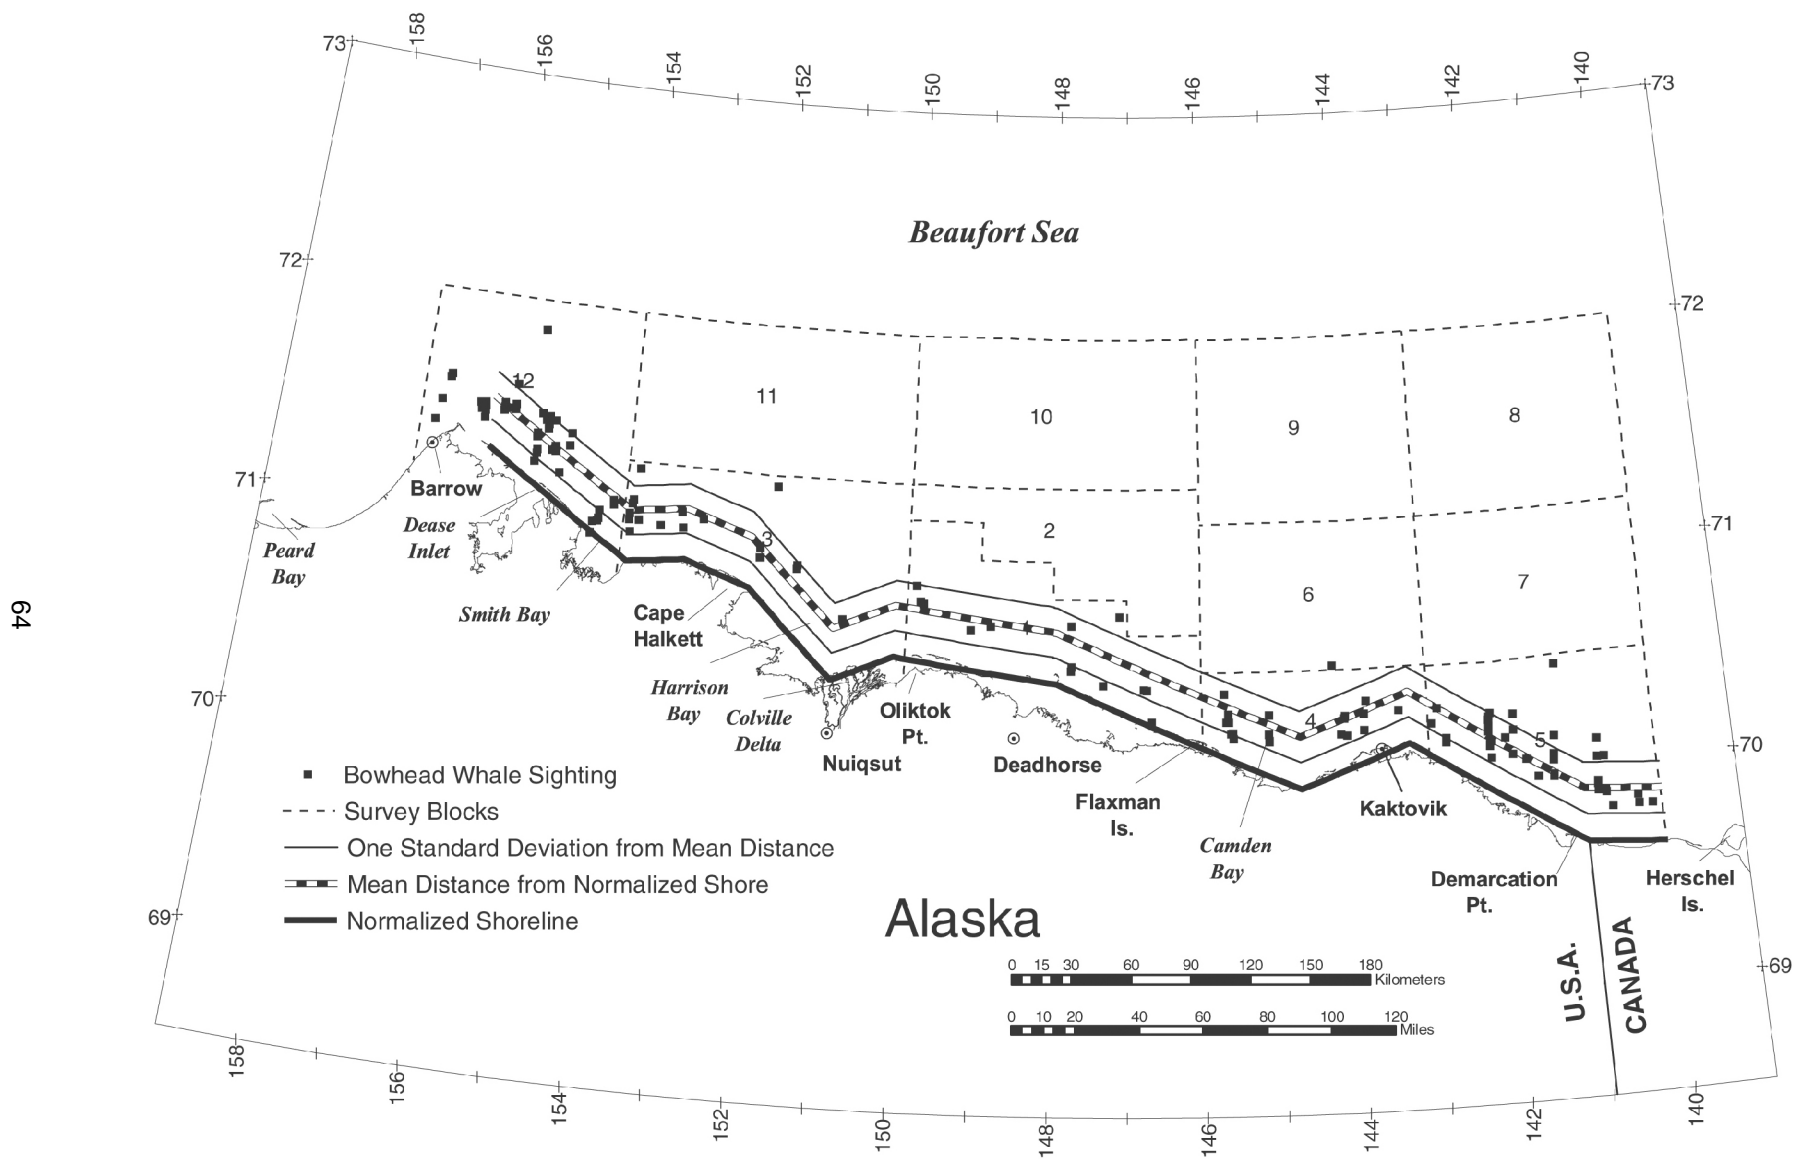 158
156
154
152
150
148
146
144
142
140
73
73
Beaufort Sea
72
72
12
11
10
9
8
71
71
2
3
7
6
Barrow
Dease
Inlet
Peard
Bay
Smith Bay
Cape
Halkett
64
Harrison
Bay
Colville
Delta
Oliktok
Pt.
70
70
4
5
Nuiqsut
Deadhorse
Flaxman
Is.
Kaktovik
Camden
Bay
Demarcation
Pt.
Herschel
Is.
Bowhead Whale Sighting
Survey Blocks
One Standard Deviation from Mean Distance
Mean Distance from Normalized Shore
Normalized Shoreline
Alaska
69
69
U.S.A.
CANADA
0 15 30 60 90 120 150 180
Kilometers
0 10 20 40 60 80 100 120
Miles
158
156
154
152
150
148
146
144
142
140